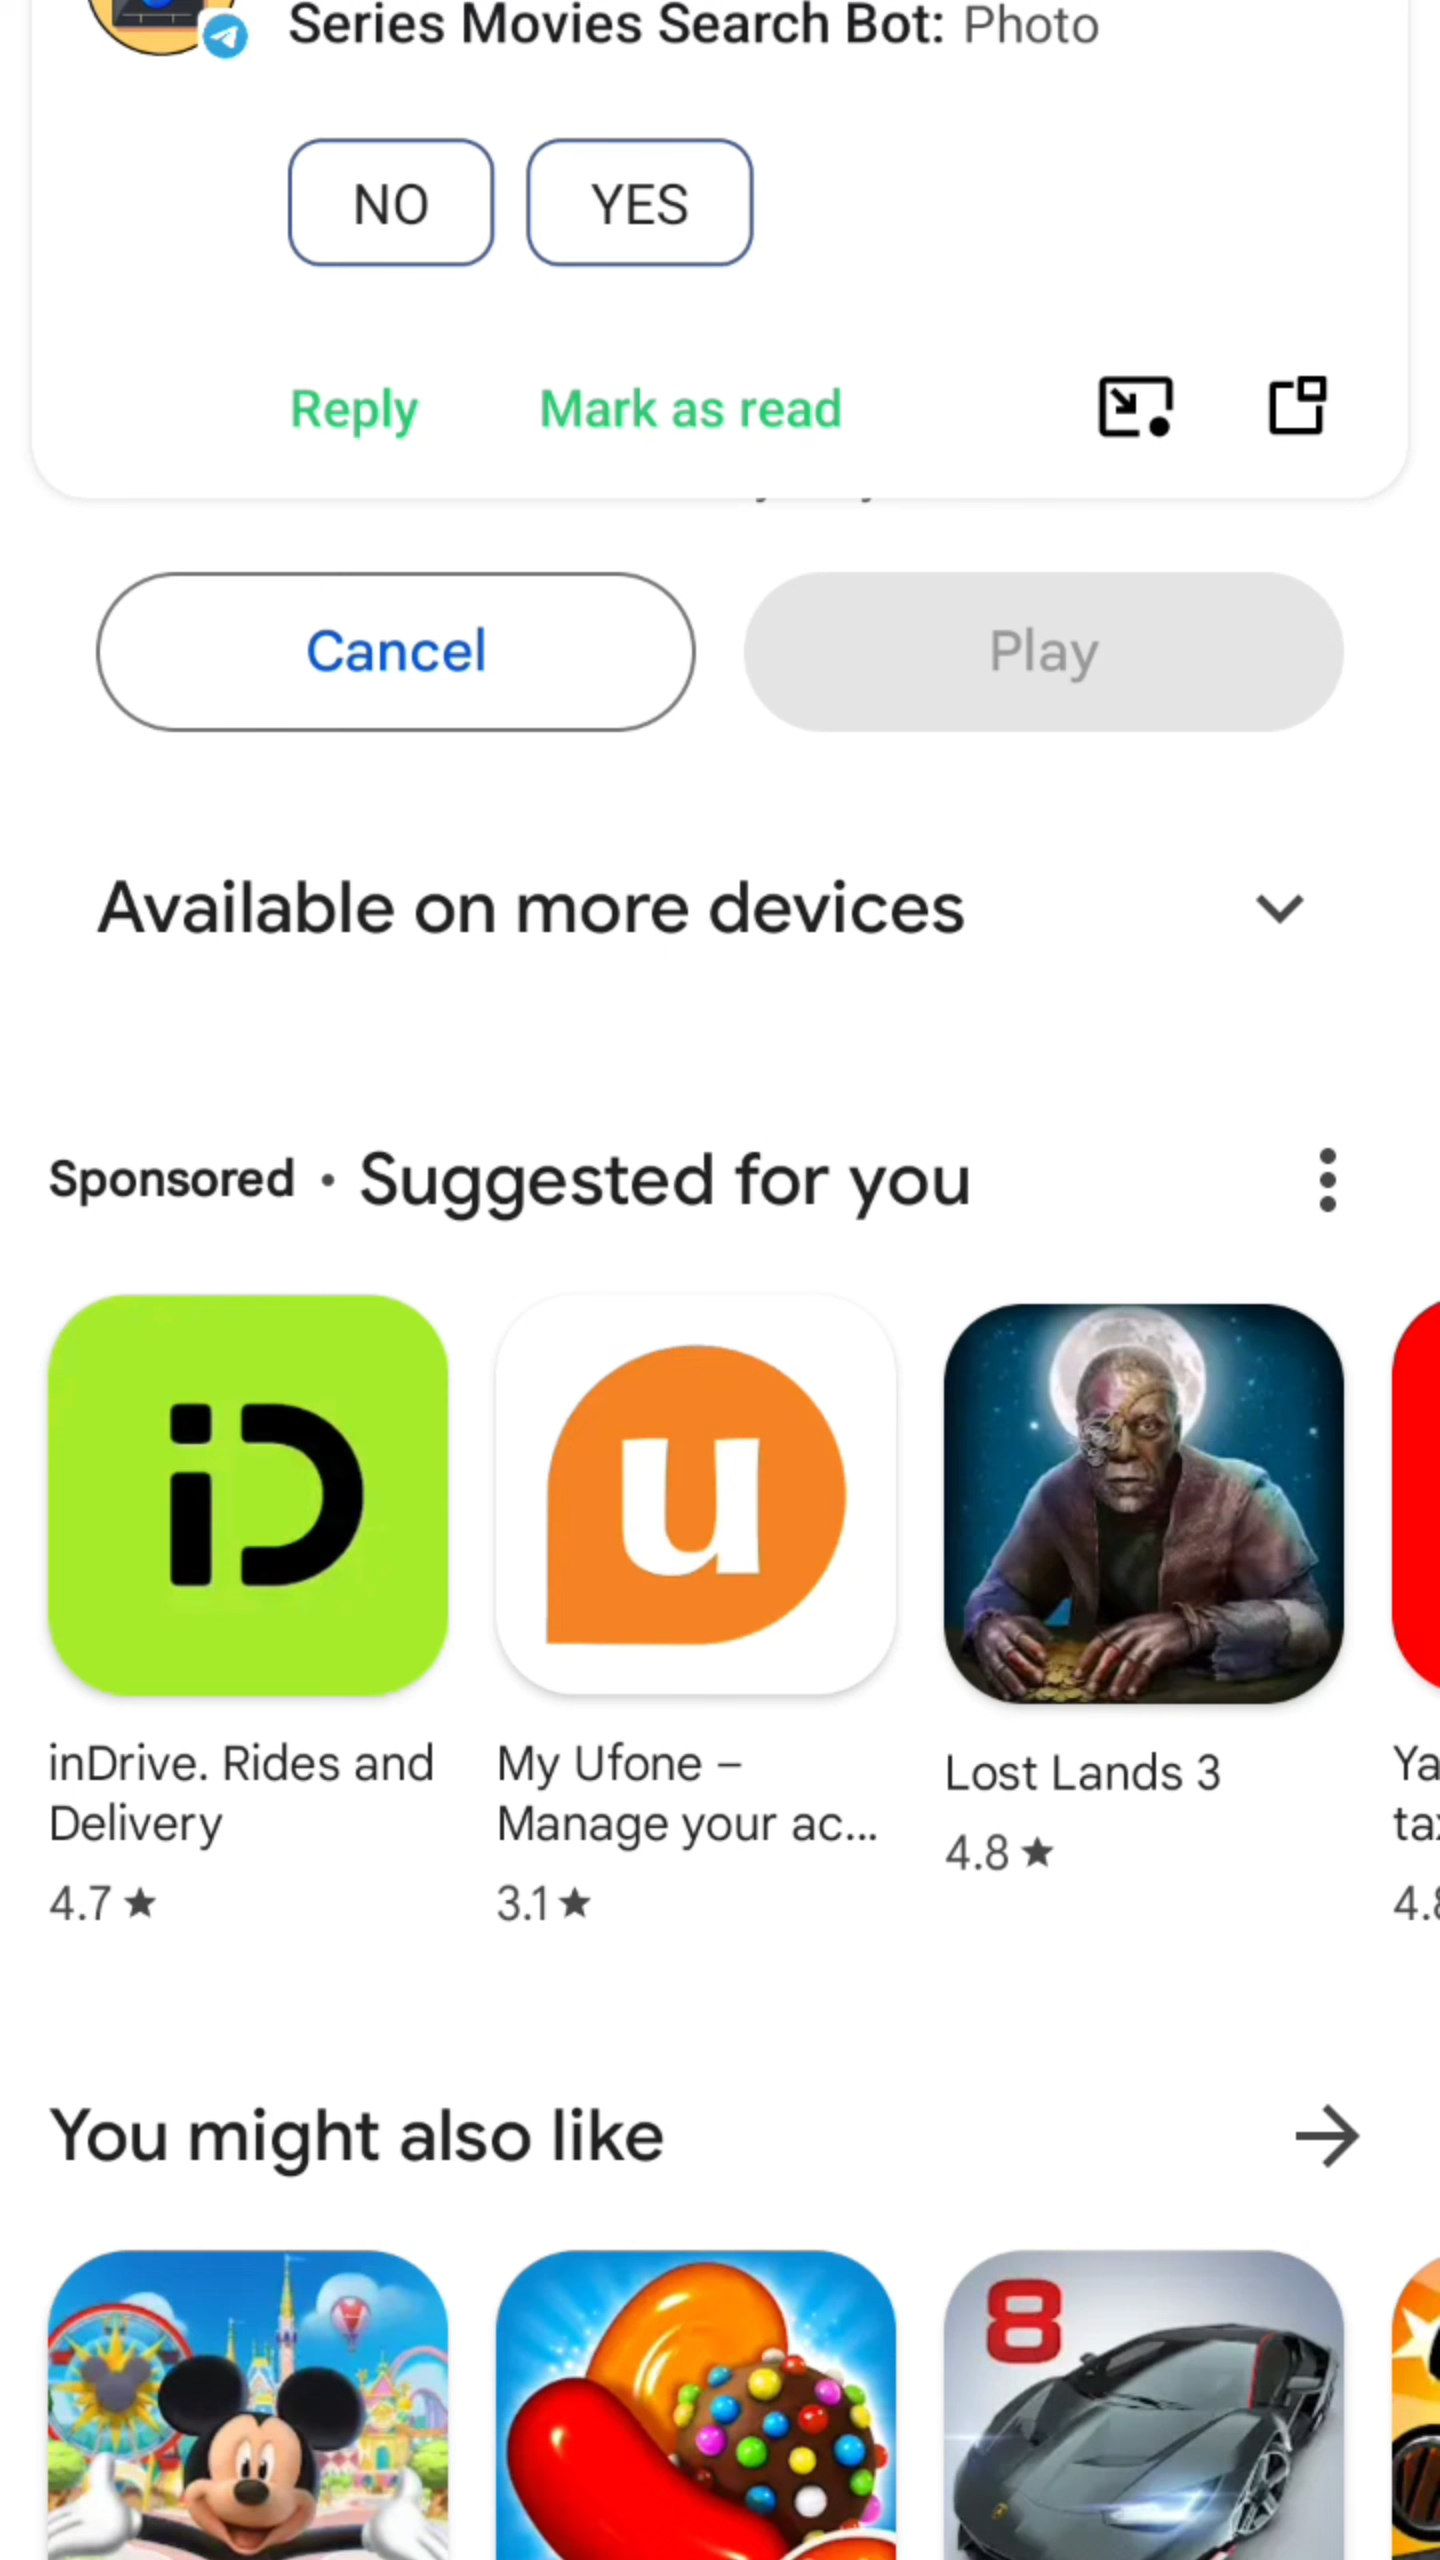 Series Movies Search Bot: Photo
NO YES
Reply Mark as read
Cancel Play
Available on more devices
Sponsored • Suggested for you
iD
u
inDrive. Rides and
Delivery
4.7 ★
My Ufone –
Manage your ac...
3.1 ★
Lost Lands 3
4.8 ★
You might also like
8